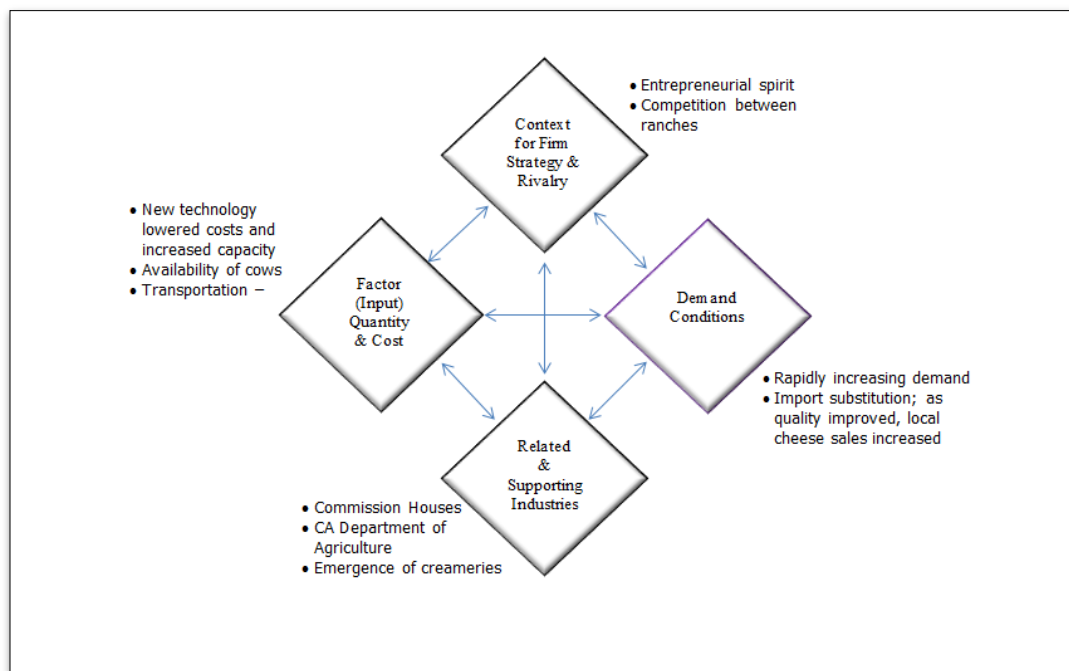 Context
for Firm
Strategy &
Rivalry
• Entrepreneurial spirit
• Competition between
ranches
• New technology
lowered costs and
increased capacity
• Availability of cows
• Transportation –
Factor
(Input)
Quantity
& Cost
Demand
Conditions
• Rapidly increasing demand
• Import substitution; as
quality improved, local
cheese sales increased
Related
&
Supporting
Industries
• Commission Houses
• CA Department of
Agriculture
• Emergence of creameries